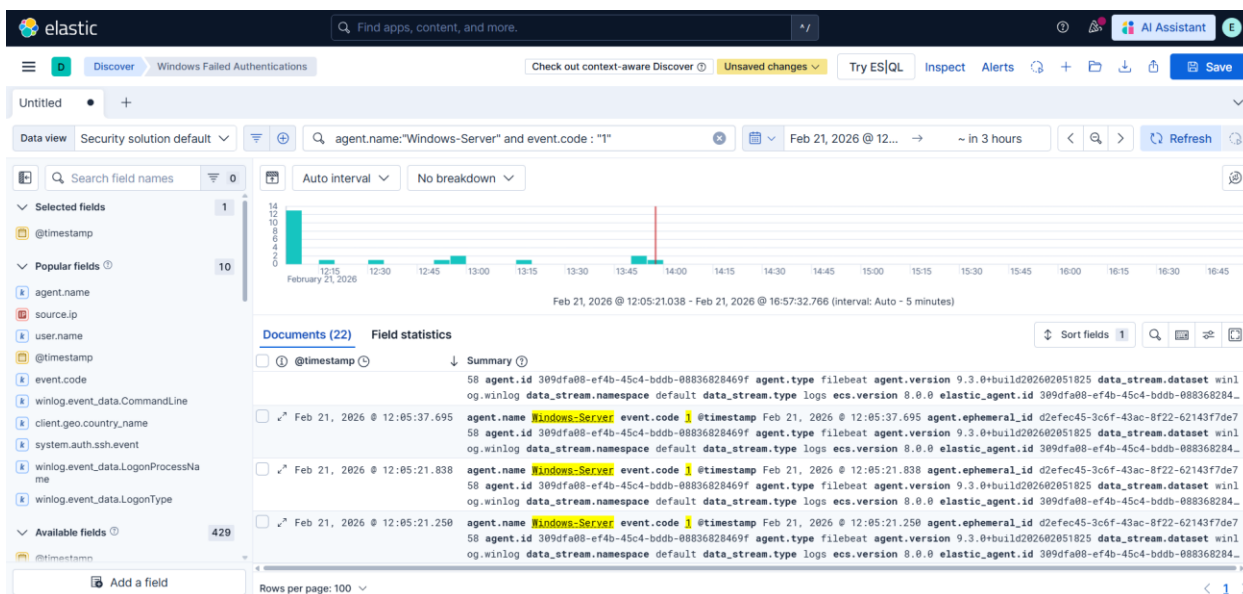 elastic
Find apps, content, and more.
^/
AI Assistant
E
D
Discover
Windows Failed Authentications
Check out context-aware Discover
Unsaved changes
Try ES|QL
Inspect
Alerts
Save
Untitled
Data view
Security solution default
agent.name:"Windows-Server" and event.code : "1"
Feb 21, 2026 @ 12...
→
~ in 3 hours
Refresh
Search field names
0
Auto interval
No breakdown
Selected fields
1
@timestamp
Popular fields
10
agent.name
source.ip
user.name
@timestamp
event.code
winlog.event_data.CommandLine
client.geo.country_name
system.auth.ssh.event
winlog.event_data.LogonProcessNa
me
winlog.event_data.LogonType
Available fields
429
@timestamp
Add a field
14
12
10
8
6
4
2
0
12:15 12:30 12:45 13:00 13:15 13:30 13:45 14:00 14:15 14:30 14:45 15:00 15:15 15:30 15:45 16:00 16:15 16:30 16:45
February 21, 2026
Feb 21, 2026 @ 12:05:21.038 - Feb 21, 2026 @ 16:57:32.766 (interval: Auto - 5 minutes)
Documents (22)
Field statistics
Sort fields 1
@timestamp
Summary
58 agent.id 309dfa08-ef4b-45c4-bddb-08836828469f agent.type filebeat agent.version 9.3.0+build202602051825 data_stream.dataset winl
og.winlog data_stream.namespace default data_stream.type logs ecs.version 8.0.0 elastic_agent.id 309dfa08-ef4b-45c4-bddb-088368284…
Feb 21, 2026 @ 12:05:37.695
agent.name Windows-Server event.code 1 @timestamp Feb 21, 2026 @ 12:05:37.695 agent.ephemeral_id d2efec45-3c6f-43ac-8f22-62143f7de7
58 agent.id 309dfa08-ef4b-45c4-bddb-08836828469f agent.type filebeat agent.version 9.3.0+build202602051825 data_stream.dataset winl
og.winlog data_stream.namespace default data_stream.type logs ecs.version 8.0.0 elastic_agent.id 309dfa08-ef4b-45c4-bddb-088368284…
Feb 21, 2026 @ 12:05:21.838
agent.name Windows-Server event.code 1 @timestamp Feb 21, 2026 @ 12:05:21.838 agent.ephemeral_id d2efec45-3c6f-43ac-8f22-62143f7de7
58 agent.id 309dfa08-ef4b-45c4-bddb-08836828469f agent.type filebeat agent.version 9.3.0+build202602051825 data_stream.dataset winl
og.winlog data_stream.namespace default data_stream.type logs ecs.version 8.0.0 elastic_agent.id 309dfa08-ef4b-45c4-bddb-088368284…
Feb 21, 2026 @ 12:05:21.250
agent.name Windows-Server event.code 1 @timestamp Feb 21, 2026 @ 12:05:21.250 agent.ephemeral_id d2efec45-3c6f-43ac-8f22-62143f7de7
58 agent.id 309dfa08-ef4b-45c4-bddb-08836828469f agent.type filebeat agent.version 9.3.0+build202602051825 data_stream.dataset winl
og.winlog data_stream.namespace default data_stream.type logs ecs.version 8.0.0 elastic_agent.id 309dfa08-ef4b-45c4-bddb-088368284…
Rows per page: 100
1